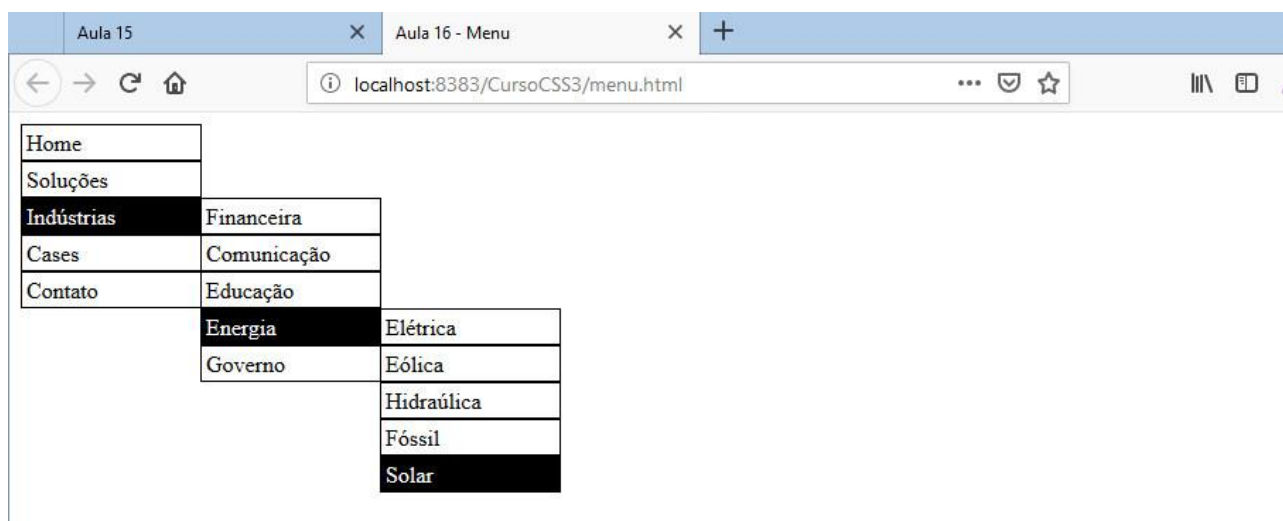 Aula 15
Aula 16 - Menu
localhost:8383/CursoCSS3/menu.html
Home
Soluções
Indústrias Financeira
Cases Comunicação
Contato Educação
Energia Elétrica
Governo Eólica
Hidraúlica
Fóssil
Solar